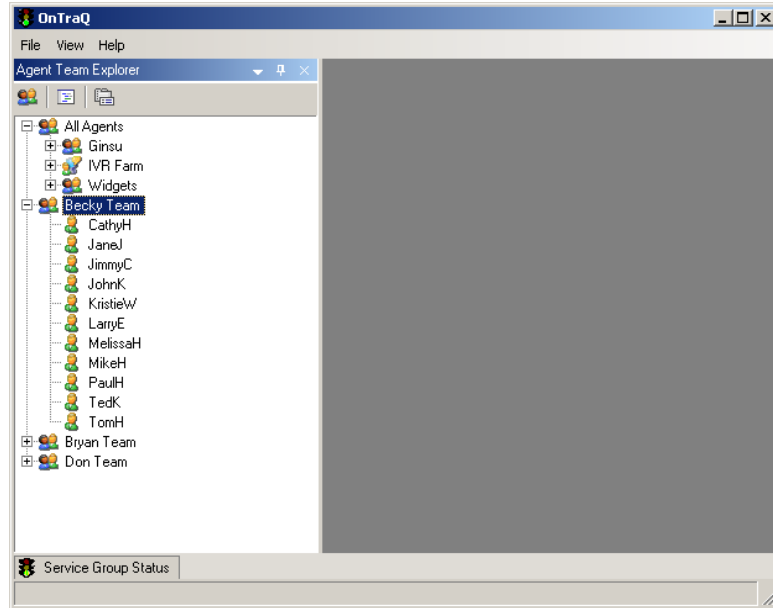 OnTraQ
File View Help
Agent Team Explorer
All Agents
Ginsu
IVR Farm
Widgets
Becky Team
CathyH
JaneJ
JimmyC
JohnK
KristieW
LarryE
MelissaH
MikeH
PaulH
TedK
TomH
Bryan Team
Don Team
Service Group Status